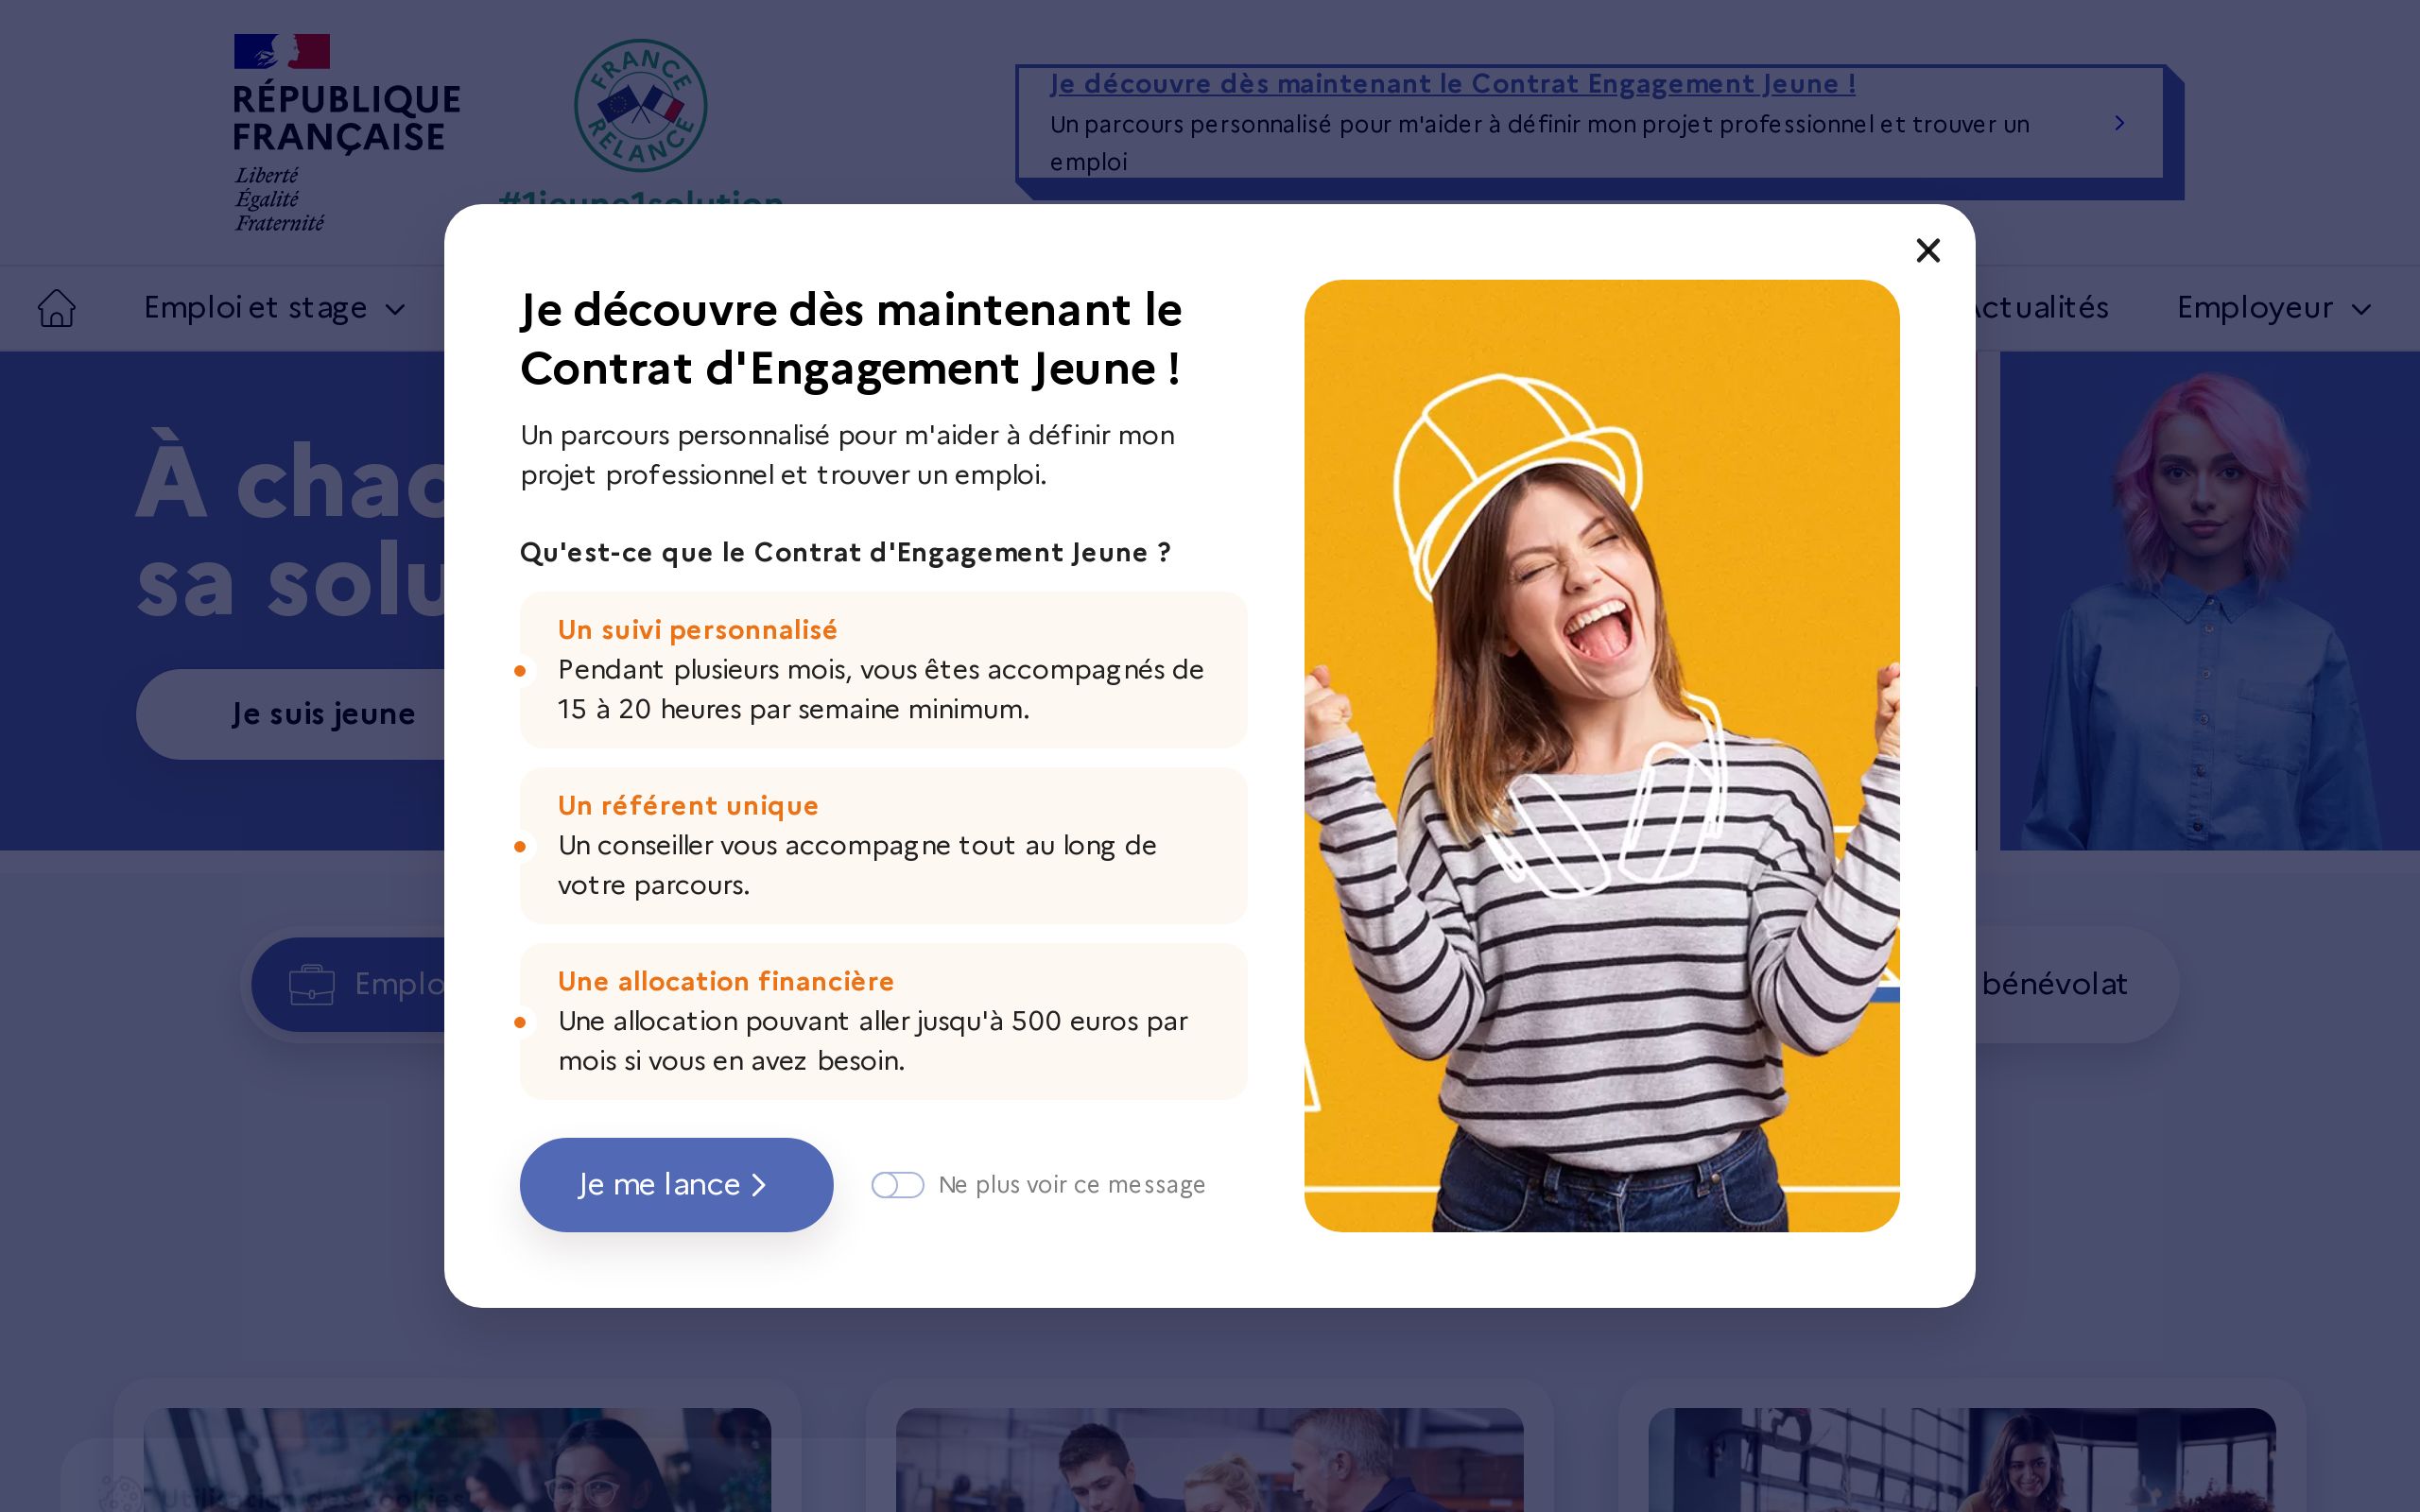 RÉPUBLIQUE
FRANÇAISE
Liberté
Égalité
Fraternité
FRANCE
RELANCE
#1jeune1solution
Je découvre dès maintenant le Contrat Engagement Jeune !
Un parcours personnalisé pour m'aider à définir mon projet professionnel et trouver un
emploi
Emploi et stage
Actualités
Employeur
À chac
sa solu
Je suis jeune
Emplo
bénévolat
Je découvre dès maintenant le
Contrat d'Engagement Jeune !
Un parcours personnalisé pour m'aider à définir mon
projet professionnel et trouver un emploi.
Qu'est-ce que le Contrat d'Engagement Jeune ?
Un suivi personnalisé
Pendant plusieurs mois, vous êtes accompagnés de
15 à 20 heures par semaine minimum.
Un référent unique
Un conseiller vous accompagne tout au long de
votre parcours.
Une allocation financière
Une allocation pouvant aller jusqu'à 500 euros par
mois si vous en avez besoin.
Je me lance
Ne plus voir ce message
Utilisation des cookies